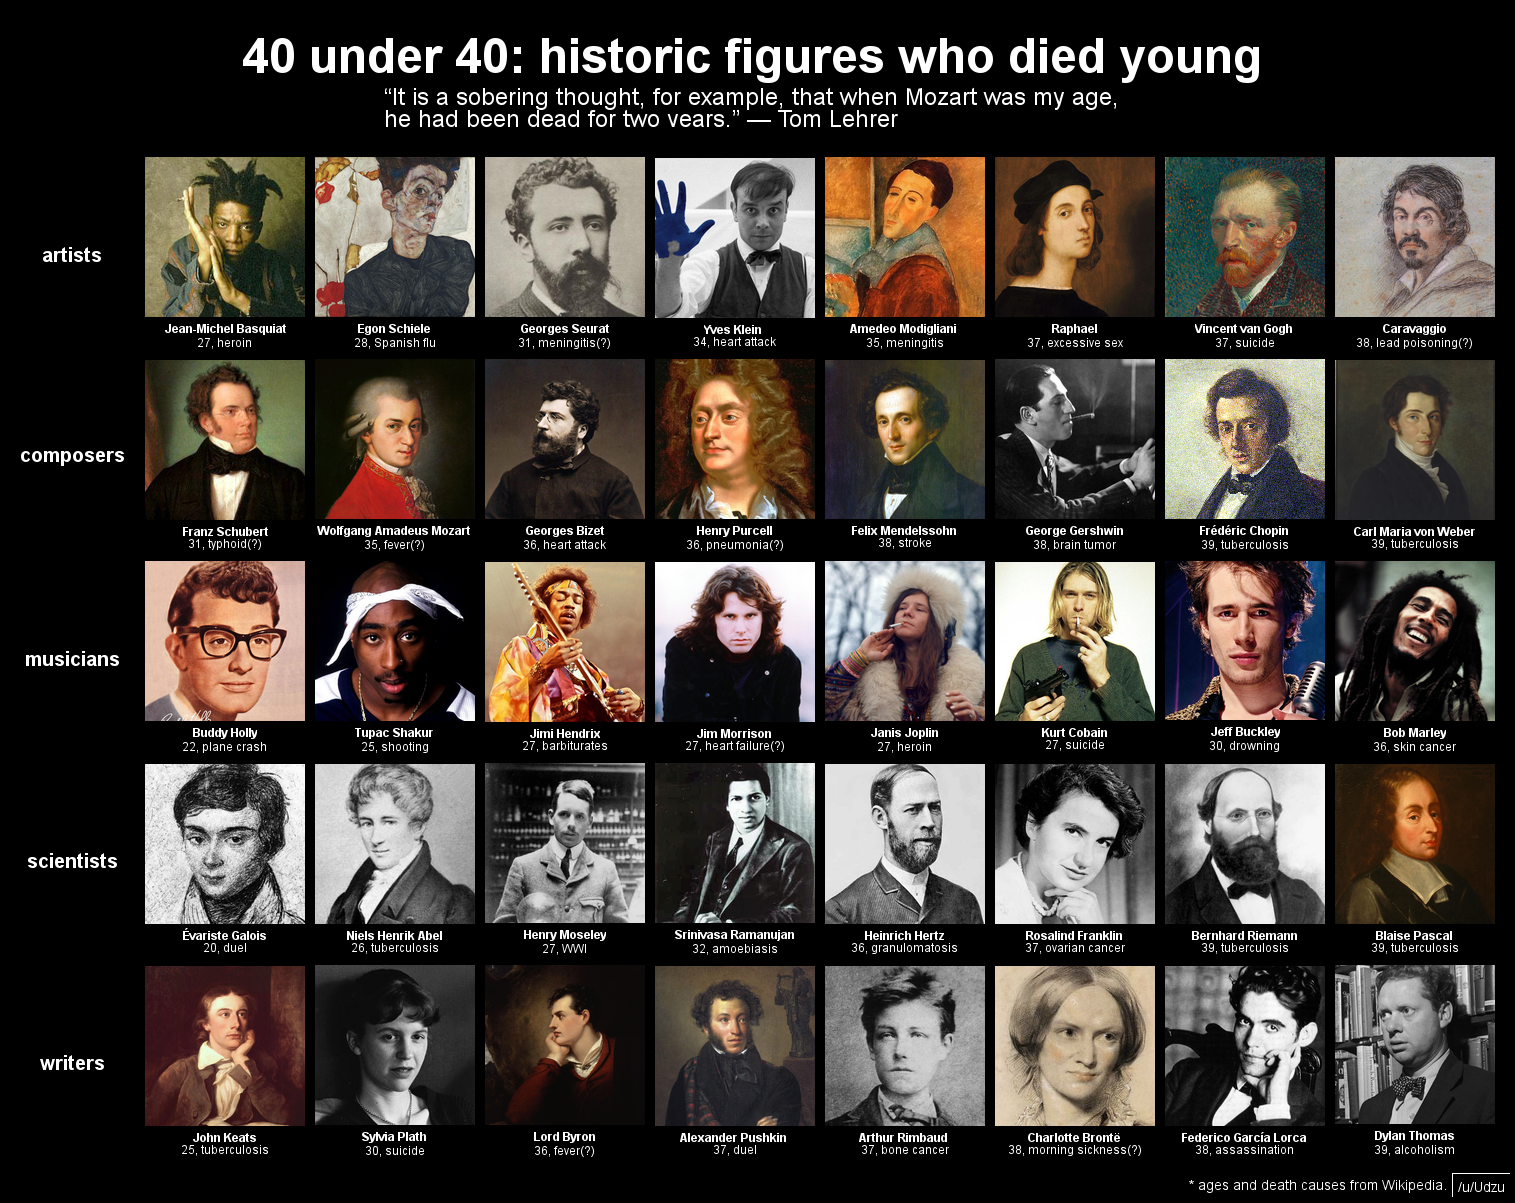 40 under 40: historic figures who died young
“It is a sobering thought, for example, that when Mozart was my age,
he had been dead for two years.” — Tom Lehrer
artists
Jean-Michel Basquiat
27, heroin
Egon Schiele
28, Spanish flu
Georges Seurat
31, meningitis(?)
Yves Klein
34, heart attack
Amedeo Modigliani
35, meningitis
Raphael
37, excessive sex
Vincent van Gogh
37, suicide
Caravaggio
38, lead poisoning(?)
composers
Franz Schubert
31, typhoid(?)
Wolfgang Amadeus Mozart
35, fever(?)
Georges Bizet
36, heart attack
Henry Purcell
36, pneumonia(?)
Felix Mendelssohn
38, stroke
George Gershwin
38, brain tumor
Frédéric Chopin
39, tuberculosis
Carl Maria von Weber
39, tuberculosis
musicians
Buddy Holly
22, plane crash
Tupac Shakur
25, shooting
Jimi Hendrix
27, barbiturates
Jim Morrison
27, heart failure(?)
Janis Joplin
27, heroin
Kurt Cobain
27, suicide
Jeff Buckley
30, drowning
Bob Marley
36, skin cancer
scientists
Évariste Galois
20, duel
Niels Henrik Abel
26, tuberculosis
Henry Moseley
27, WWI
Srinivasa Ramanujan
32, amoebiasis
Heinrich Hertz
36, granulomatosis
Rosalind Franklin
37, ovarian cancer
Bernhard Riemann
39, tuberculosis
Blaise Pascal
39, tuberculosis
writers
John Keats
25, tuberculosis
Sylvia Plath
30, suicide
Lord Byron
36, fever(?)
Alexander Pushkin
37, duel
Arthur Rimbaud
37, bone cancer
Charlotte Brontë
38, morning sickness(?)
Federico García Lorca
38, assassination
Dylan Thomas
39, alcoholism
* ages and death causes from Wikipedia.
/u/Udzu